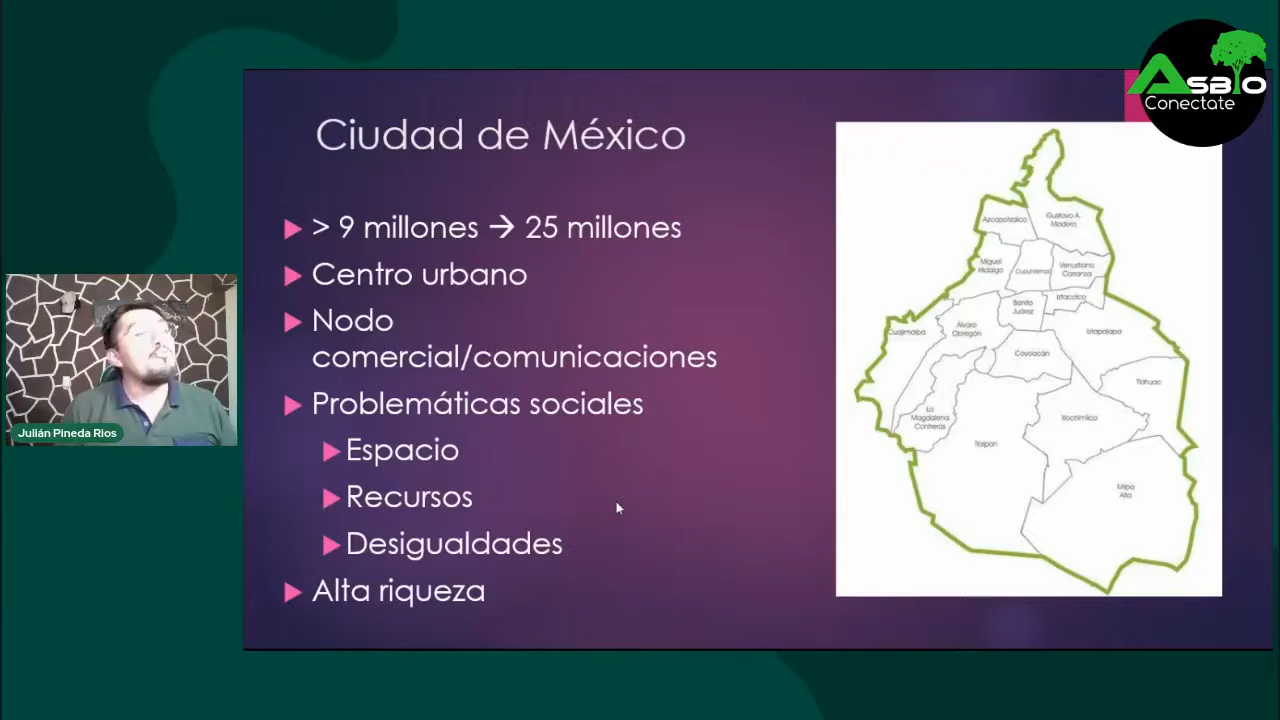 ASBIO
Conectate
Ciudad de México
> 9 millones → 25 millones
Centro urbano
Nodo
comercial/comunicaciones
Problemáticas sociales
Espacio
Recursos
Desigualdades
Alta riqueza
Azcapotzalco
Gustavo A.
Madero
Miguel
Hidalgo
Cuauhtémoc
Venustiano
Carranza
Iztacalco
Benito
Juárez
Cuajimalpa
Álvaro
Obregón
Iztapalapa
Coyoacán
Tlahuac
La
Magdalena
Contreras
Xochimilco
Tlalpan
Milpa
Alta
Julián Pineda Rios